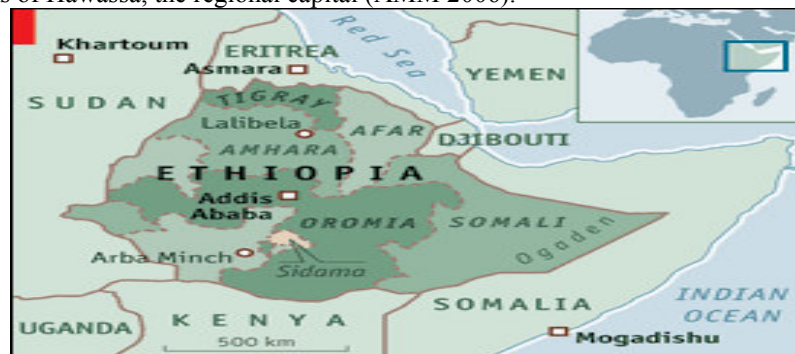 s of Hawassa, the regional capital (AMM 2006).
Khartoum
ERITREA
Red Sea
Asmara
YEMEN
SUDAN
TIGRAY
Lalibela
AFAR
DJIBOUTI
AMHARA
ETHIOPIA
Addis
Ababa
OROMIA
SOMALI
Ogaden
Arba Minch
Sidama
SOMALIA
INDIAN
OCEAN
UGANDA
KENYA
500 km
Mogadishu